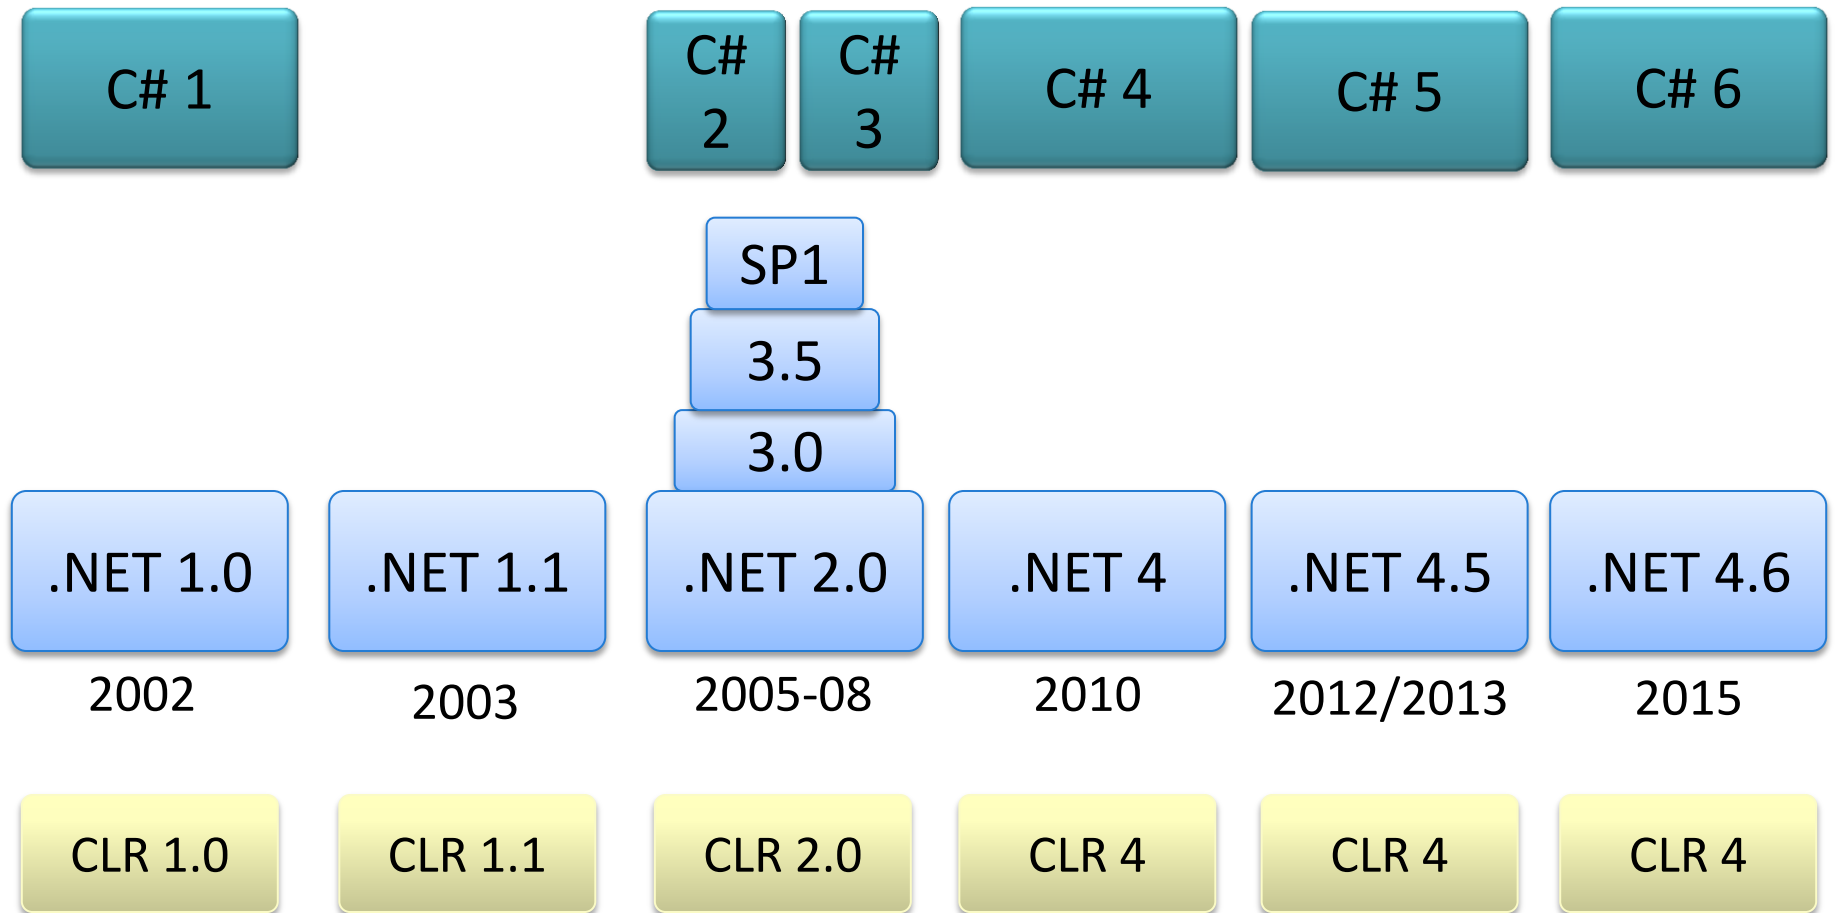 C# 1
C#
2
C#
3
C# 4
C# 5
C# 6
SP1
3.5
3.0
.NET 1.0
.NET 1.1
.NET 2.0
.NET 4
.NET 4.5
.NET 4.6
2002
2003
2005-08
2010
2012/2013
2015
CLR 1.0
CLR 1.1
CLR 2.0
CLR 4
CLR 4
CLR 4